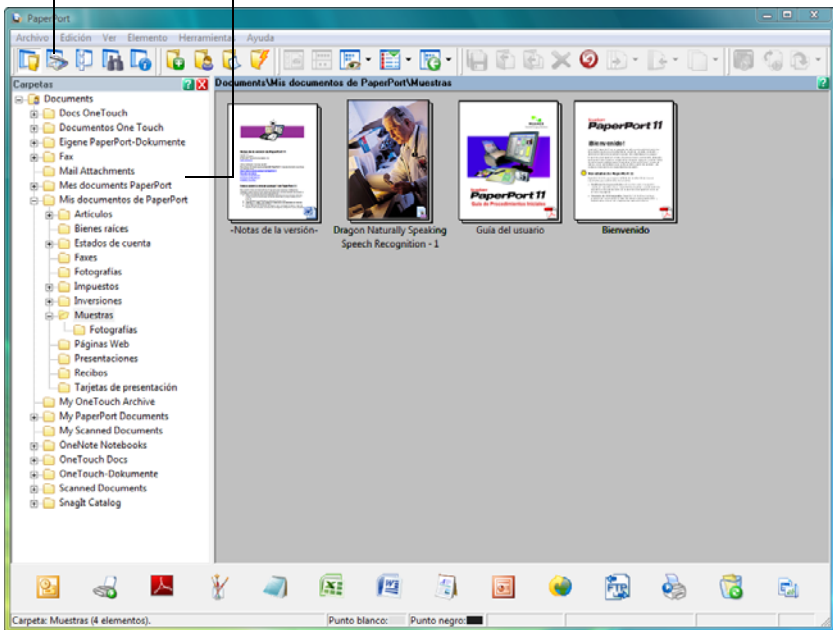 PaperPort
Archivo Edición Ver Elemento Herramientas Ayuda
Carpetas
Documents\Mis documentos de PaperPort\Muestras
Documents
Docs OneTouch
Documentos One Touch
Eigene PaperPort-Dokumente
Fax
Mail Attachments
Mes documents PaperPort
Mis documentos de PaperPort
Artículos
Bienes raíces
Estados de cuenta
Faxes
Fotografías
Impuestos
Inversiones
Muestras
Fotografías
Páginas Web
Presentaciones
Recibos
Tarjetas de presentación
My OneTouch Archive
My PaperPort Documents
My Scanned Documents
OneNote Notebooks
OneTouch Docs
OneTouch-Dokumente
Scanned Documents
SnagIt Catalog
PaperPort 11
Guía de Procedimientos Iniciales
PaperPort 11
Bienvenido!
-Notas de la versión-
Dragon Naturally Speaking
Speech Recognition - 1
Guía del usuario
Bienvenido
FTP
Carpeta: Muestras (4 elementos).
Punto blanco:
Punto negro: